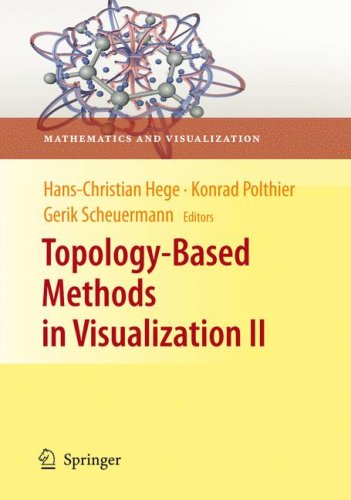 MATHEMATICS AND VISUALIZATION
Hans-Christian Hege · Konrad Polthier
Gerik Scheuermann Editors
Topology-Based
Methods
in Visualization II
Springer